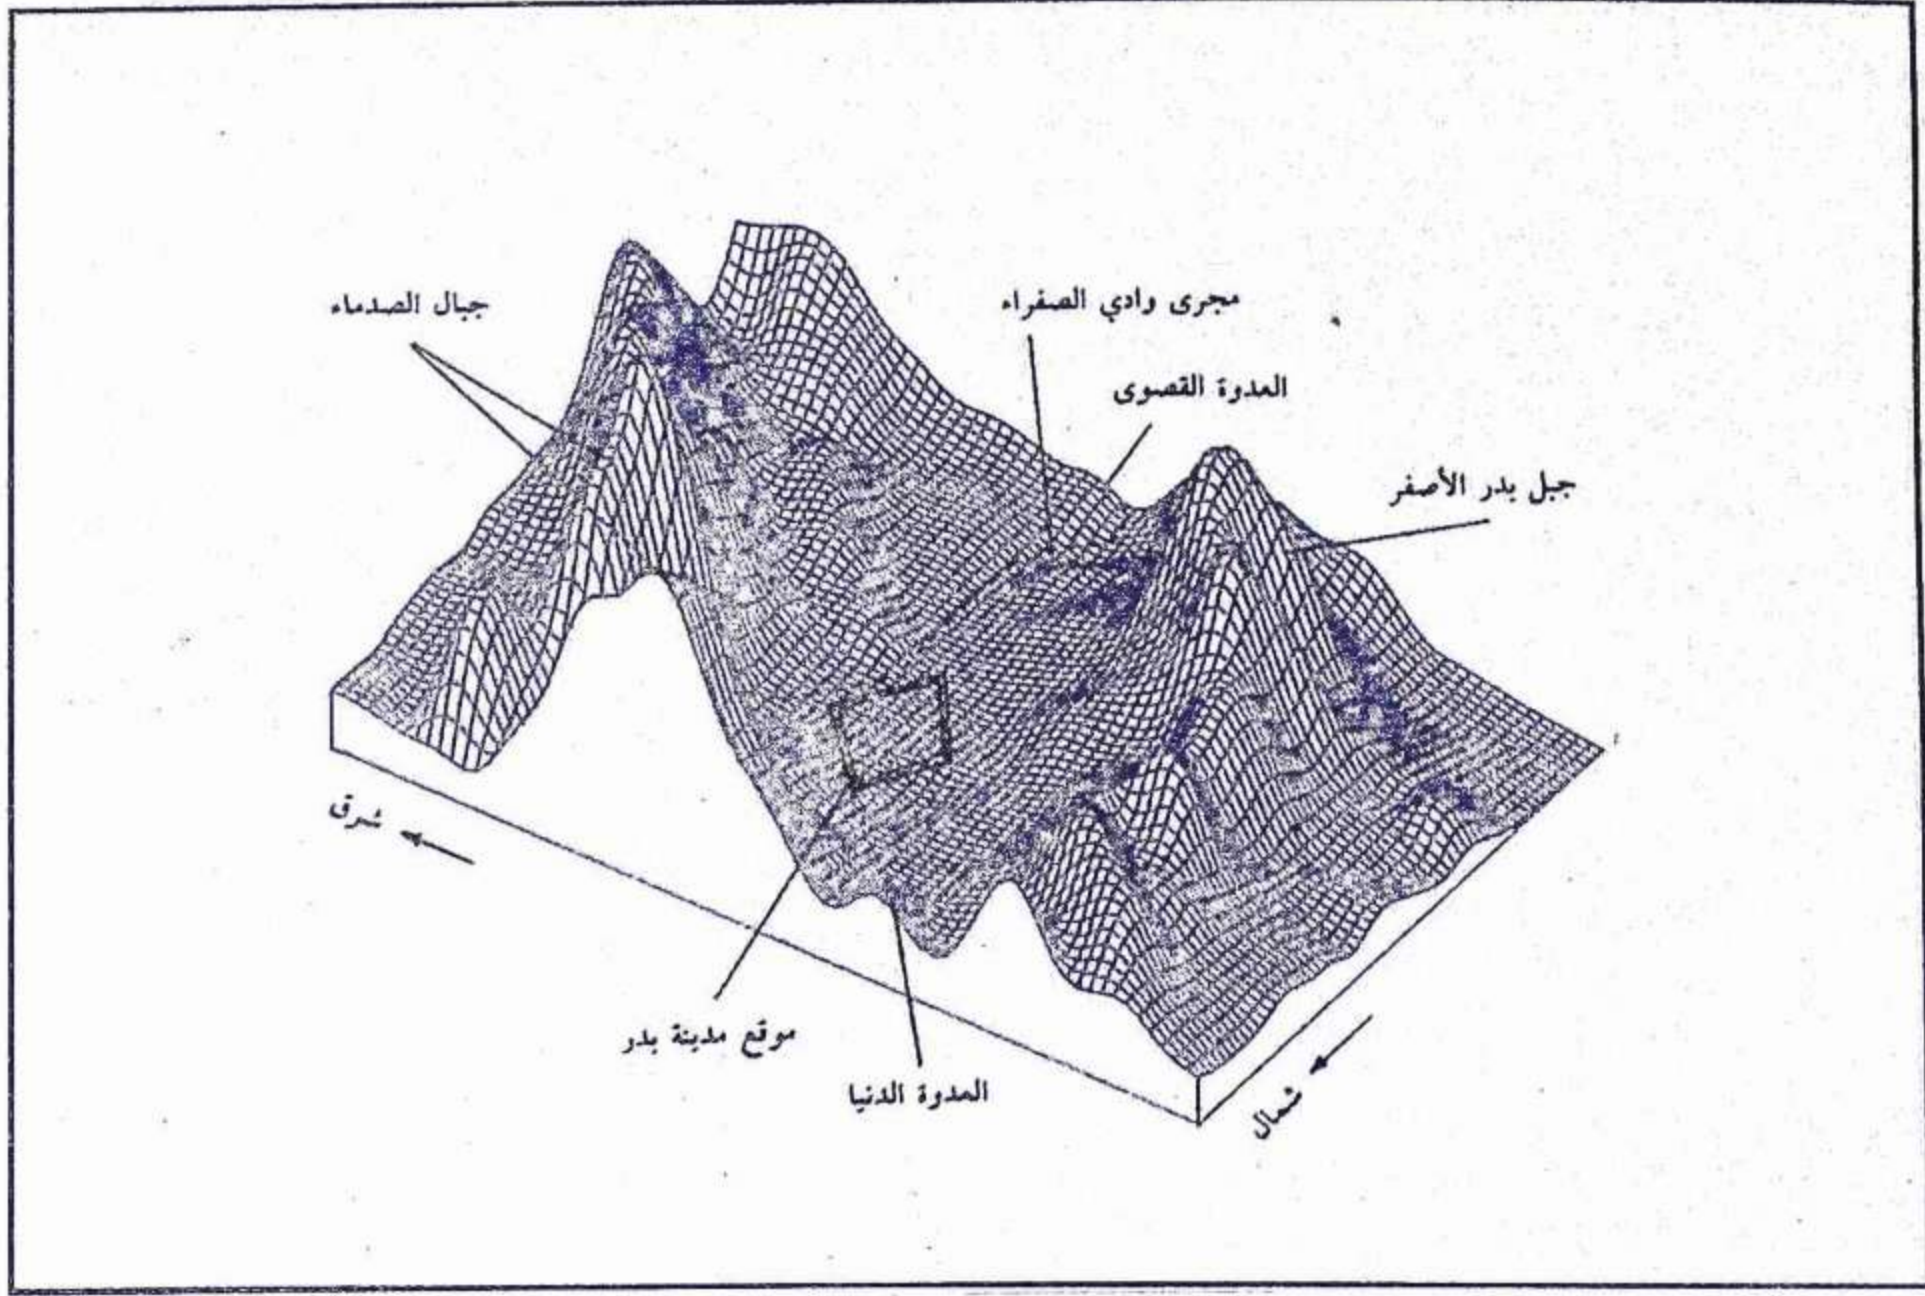 جبال الصدماء
مجرى وادي الصفراء
العدوة القصوى
جبل بدر الأصفر
شرق
موقع مدينة بدر
العدوة الدنيا
شمال